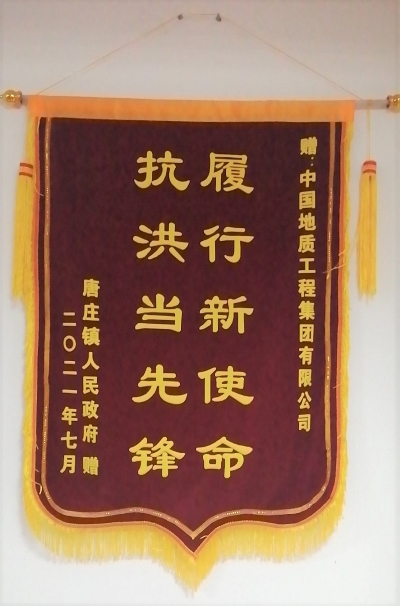 赠:中国地质工程集团有限公司
履行新使命
抗洪当先锋
唐庄镇人民政府 赠
二〇二一年七月